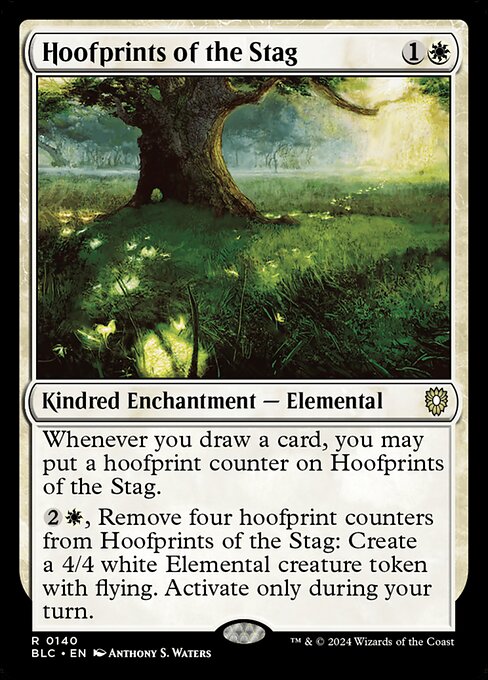 Hoofprints of the Stag 1
Kindred Enchantment — Elemental
Whenever you draw a card, you may
put a hoofprint counter on Hoofprints
of the Stag.
2, Remove four hoofprint counters
from Hoofprints of the Stag: Create
a 4/4 white Elemental creature token
with flying. Activate only during your
turn.
R 0140
BLC • EN Anthony S. Waters
™ & © 2024 Wizards of the Coast